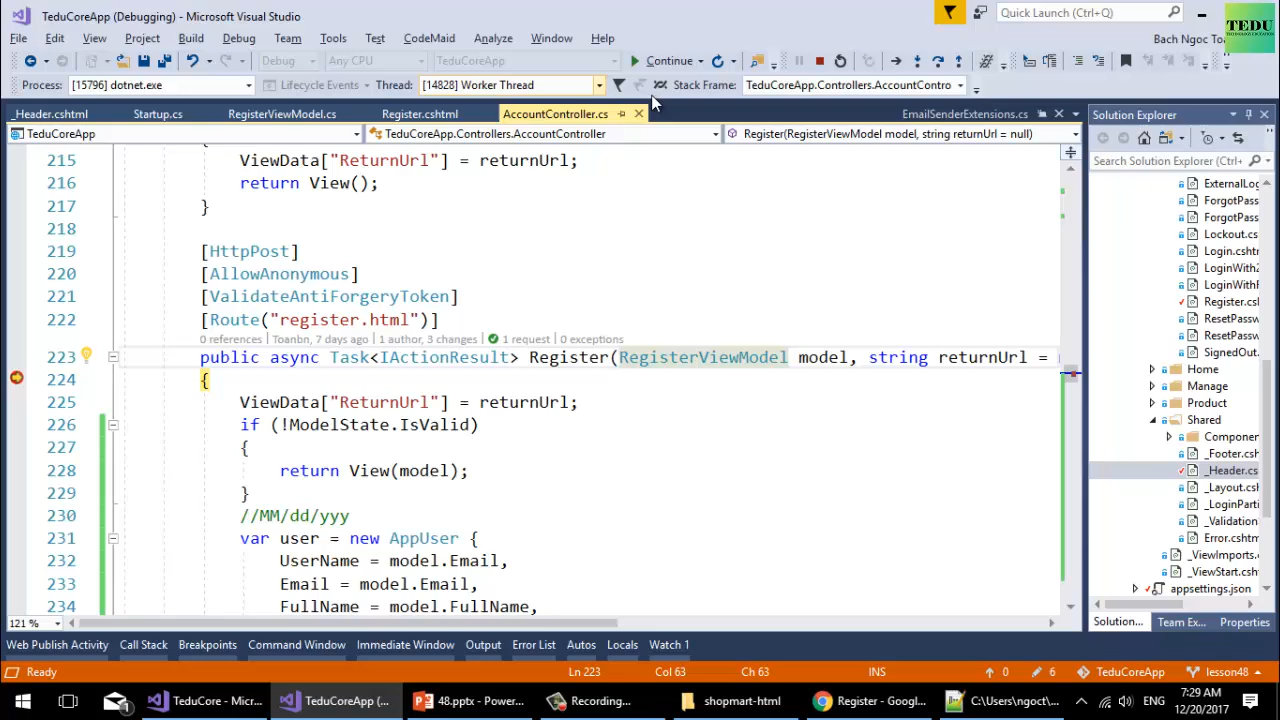 TeduCoreApp (Debugging) - Microsoft Visual Studio
Quick Launch (Ctrl+Q)
TEDU
File Edit View Project Build Debug Team Tools Test CodeMaid Analyze Window Help
Bach Ngoc Toa
Debug Any CPU TeduCoreApp Continue
Process: [15796] dotnet.exe Lifecycle Events Thread: [14828] Worker Thread Stack Frame: TeduCoreApp.Controllers.AccountContro
_Header.cshtml Startup.cs RegisterViewModel.cs Register.cshtml AccountController.cs EmailSenderExtensions.cs
Solution Explorer
TeduCoreApp TeduCoreApp.Controllers.AccountController Register(RegisterViewModel model, string returnUrl = null)
Search Solution Explorer (Ctrl+
215 ViewData["ReturnUrl"] = returnUrl;
216 return View();
217 }
218
219 [HttpPost]
220 [AllowAnonymous]
221 [ValidateAntiForgeryToken]
222 [Route("register.html")]
0 references | Toanbn, 7 days ago | 1 author, 3 changes | 1 request | 0 exceptions
223 public async Task<IActionResult> Register(RegisterViewModel model, string returnUrl =
224 {
225 ViewData["ReturnUrl"] = returnUrl;
226 if (!ModelState.IsValid)
227 {
228 return View(model);
229 }
230 //MM/dd/yyy
231 var user = new AppUser {
232 UserName = model.Email,
233 Email = model.Email,
234 FullName = model.FullName,
ExternalLog
ForgotPass
ForgotPass
Lockout.cs
Login.cshtm
LoginWith2
LoginWithF
Register.csl
ResetPassw
ResetPassw
SignedOut.
Home
Manage
Product
Shared
Componen
_Footer.csh
_Header.cs
_Layout.csh
_LoginParti
_Validation
Error.cshtm
_ViewImports.c
_ViewStart.csht
appsettings.json
121 %
Solution... Team Ex... Properties
Web Publish Activity Call Stack Breakpoints Command Window Immediate Window Output Error List Autos Locals Watch 1
Ready Ln 223 Col 63 Ch 63 INS 0 6 TeduCoreApp lesson48
1 TeduCore - Micr... TeduCoreApp (... 48.pptx - Power... Recording... shopmart-html Register - Googl... C:\Users\ngoct\... ENG
7:29 AM
12/20/2017